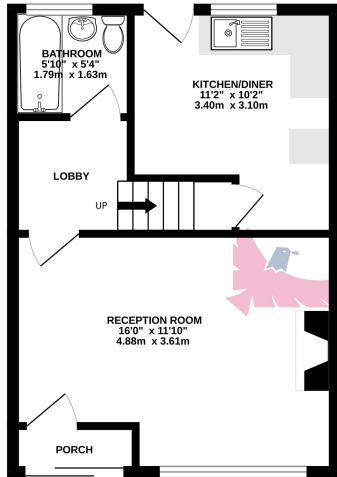 BATHROOM
5'10" x 5'4"
1.79m x 1.63m
KITCHEN/DINER
11'2" x 10'2"
3.40m x 3.10m
LOBBY
UP
RECEPTION ROOM
16'0" x 11'10"
4.88m x 3.61m
PORCH